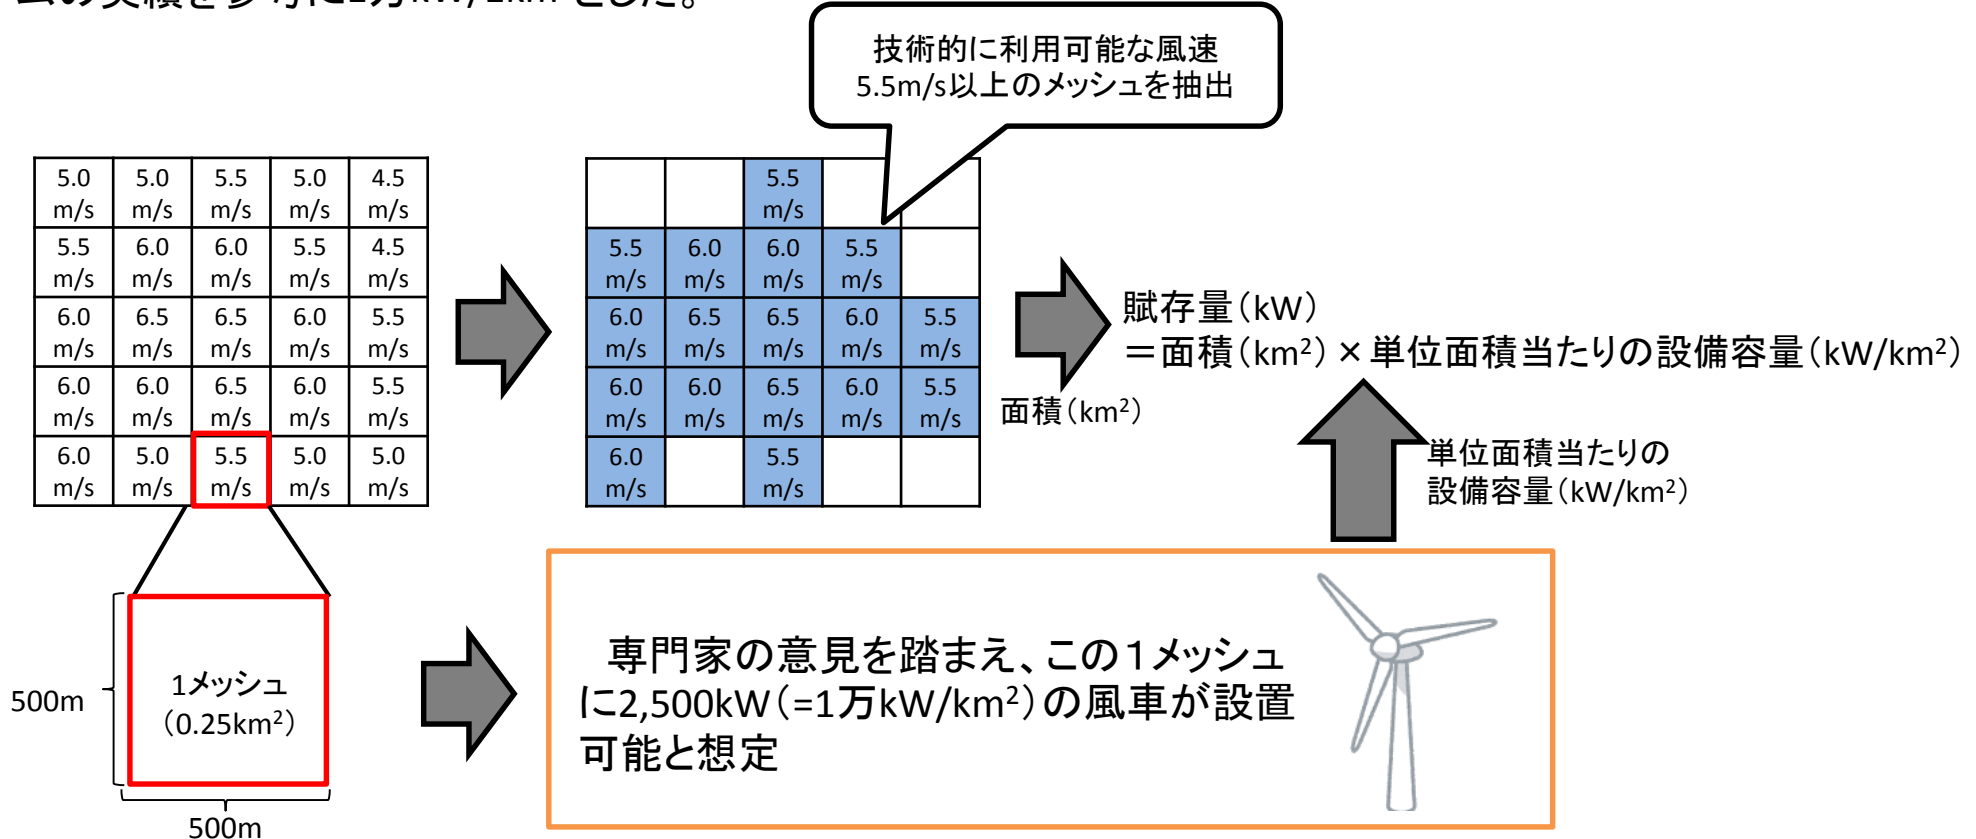 技術的に利用可能な風速
5.5m/s以上のメッシュを抽出
5.0 m/s 5.0 m/s 5.5 m/s 5.0 m/s 4.5 m/s
5.5 m/s 6.0 m/s 6.0 m/s 5.5 m/s 4.5 m/s
6.0 m/s 6.5 m/s 6.5 m/s 6.0 m/s 5.5 m/s
6.0 m/s 6.0 m/s 6.5 m/s 6.0 m/s 5.5 m/s
6.0 m/s 5.0 m/s 5.5 m/s 5.0 m/s 5.0 m/s
5.5 m/s
5.5 m/s 6.0 m/s 6.0 m/s 5.5 m/s
6.0 m/s 6.5 m/s 6.5 m/s 6.0 m/s 5.5 m/s
6.0 m/s 6.0 m/s 6.5 m/s 6.0 m/s 5.5 m/s
6.0 m/s 5.5 m/s
面積(km²)
賦存量(kW)
=面積(km²)×単位面積当たりの設備容量(kW/km²)
単位面積当たりの
設備容量(kW/km²)
500m
1メッシュ
(0.25km²)
500m
専門家の意見を踏まえ、この1メッシュ
に2,500kW(=1万kW/km²)の風車が設置
可能と想定